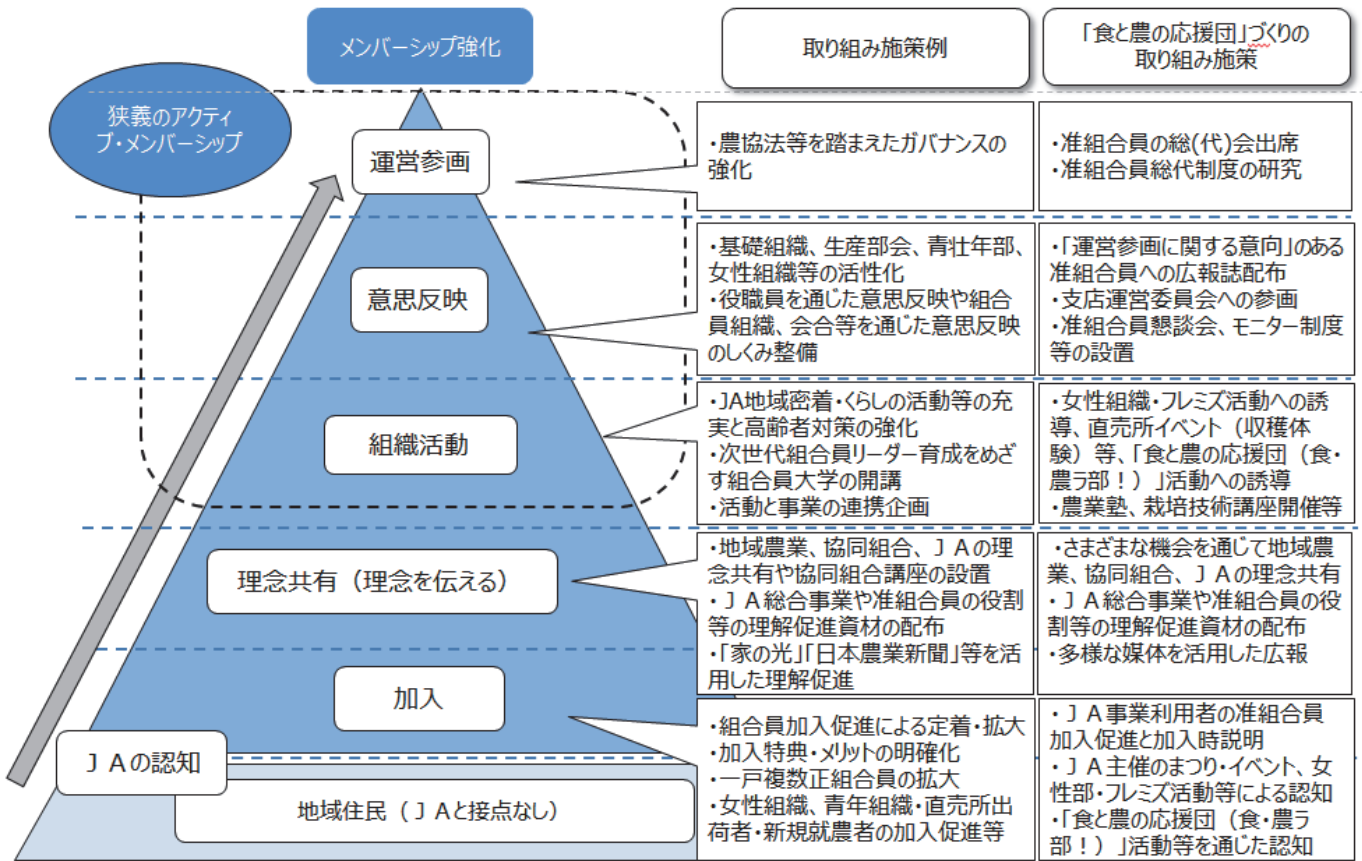 メンバーシップ強化
取り組み施策例
「食と農の応援団」づくりの
取り組み施策
狭義のアクティ
ブ・メンバーシップ
運営参画
・農協法等を踏まえたガバナンスの
強化
・准組合員の総(代)会出席
・准組合員総代制度の研究
意思反映
・基礎組織、生産部会、青壮年部、
女性組織等の活性化
・役職員を通じた意思反映や組合
員組織、会合等を通じた意思反映
のしくみ整備
・「運営参画に関する意向」のある
准組合員への広報誌配布
・支店運営委員会への参画
・准組合員懇談会、モニター制度
等の設置
組織活動
・JA地域密着・くらしの活動等の充
実と高齢者対策の強化
・次世代組合員リーダー育成をめざ
す組合員大学の開講
・活動と事業の連携企画
・女性組織・フレミズ活動への誘
導、直売所イベント（収穫体
験）等、「食と農の応援団（食・
農ラ部！）」活動への誘導
・農業塾、栽培技術講座開催等
理念共有（理念を伝える）
・地域農業、協同組合、ＪＡの理
念共有や協同組合講座の設置
・ＪＡ総合事業や准組合員の役割
等の理解促進資材の配布
・「家の光」「日本農業新聞」等を活
用した理解促進
・さまざまな機会を通じて地域農
業、協同組合、ＪＡの理念共有
・ＪＡ総合事業や准組合員の役
割等の理解促進資材の配布
・多様な媒体を活用した広報
加入
・組合員加入促進による定着・拡大
・加入特典・メリットの明確化
・一戸複数正組合員の拡大
・女性組織、青年組織・直売所出
荷者・新規就農者の加入促進等
・ＪＡ事業利用者の准組合員
加入促進と加入時説明
・ＪＡ主催のまつり・イベント、女
性部・フレミズ活動等による認知
・「食と農の応援団（食・農ラ
部！）」活動等を通じた認知
ＪＡの認知
地域住民（ＪＡと接点なし）